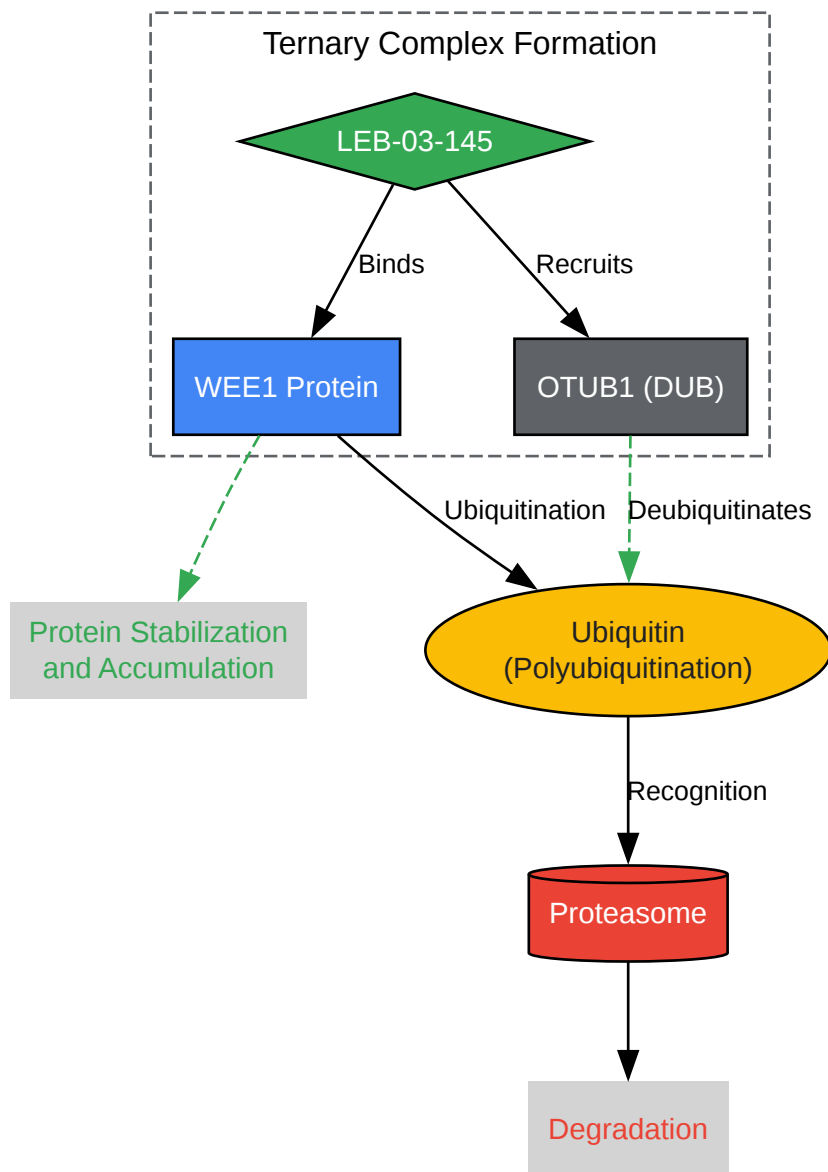 Ternary Complex Formation
LEB-03-145
Binds
Recruits
WEE1 Protein
OTUB1 (DUB)
Ubiquitination
Deubiquitinates
Protein Stabilization
and Accumulation
Ubiquitin
(Polyubiquitination)
Recognition
Proteasome
Degradation